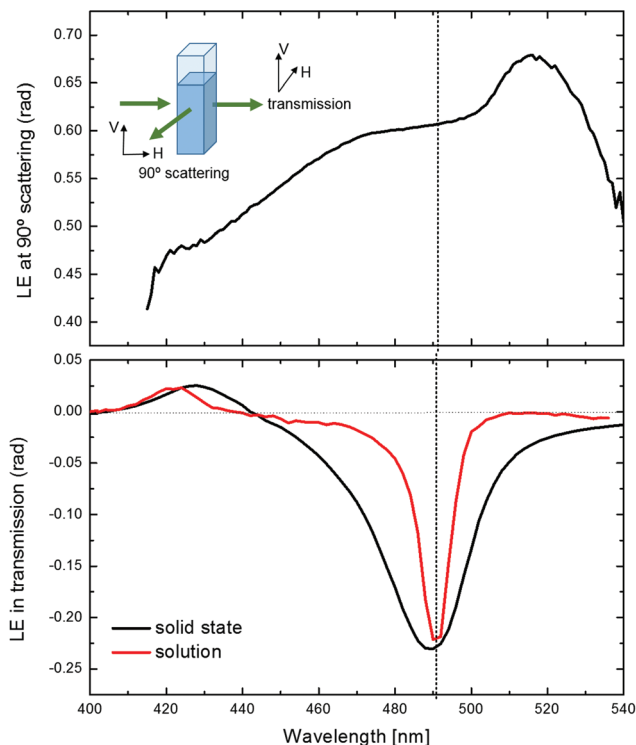 0.70
0.65
0.60
0.55
0.50
0.45
0.40
LE at 90º scattering (rad)
V
H
transmission
V
H
90º scattering
0.05
0.00
-0.05
-0.10
-0.15
-0.20
-0.25
LE in transmission (rad)
solid state
solution
400 420 440 460 480 500 520 540
Wavelength [nm]